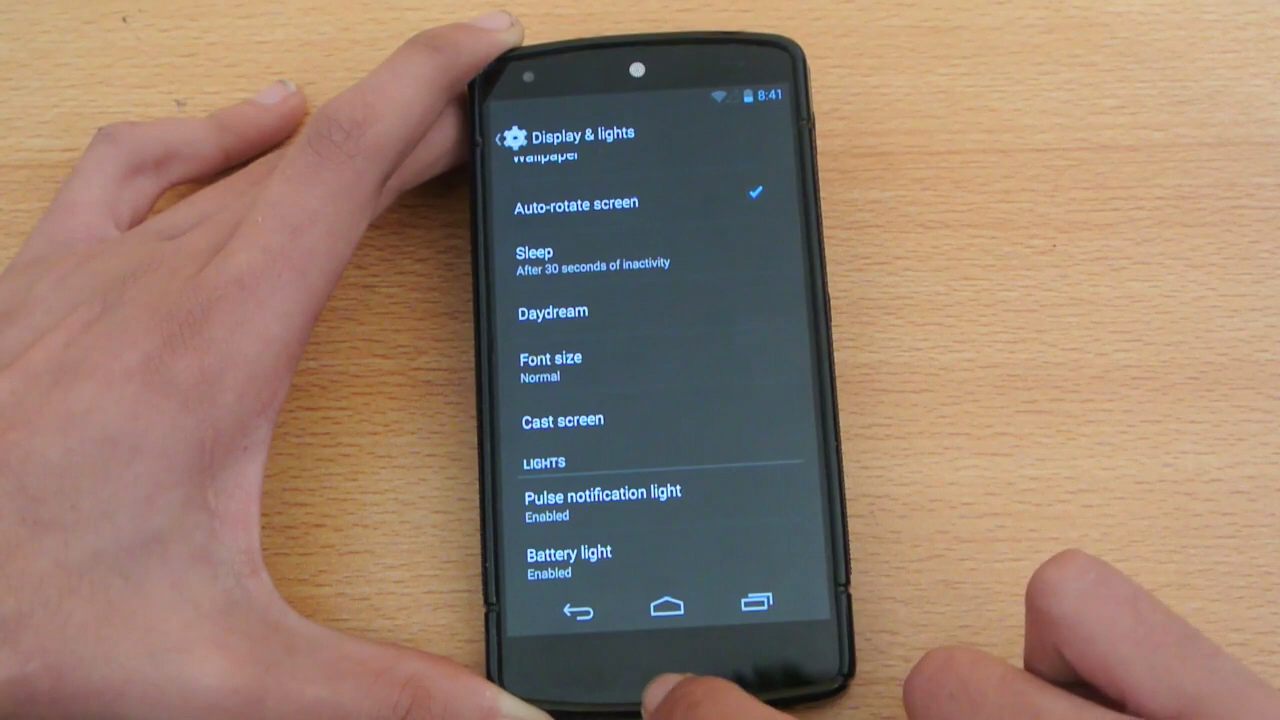 8:41
Display & lights
Wallpaper
Auto-rotate screen
Sleep
After 30 seconds of inactivity
Daydream
Font size
Normal
Cast screen
LIGHTS
Pulse notification light
Enabled
Battery light
Enabled